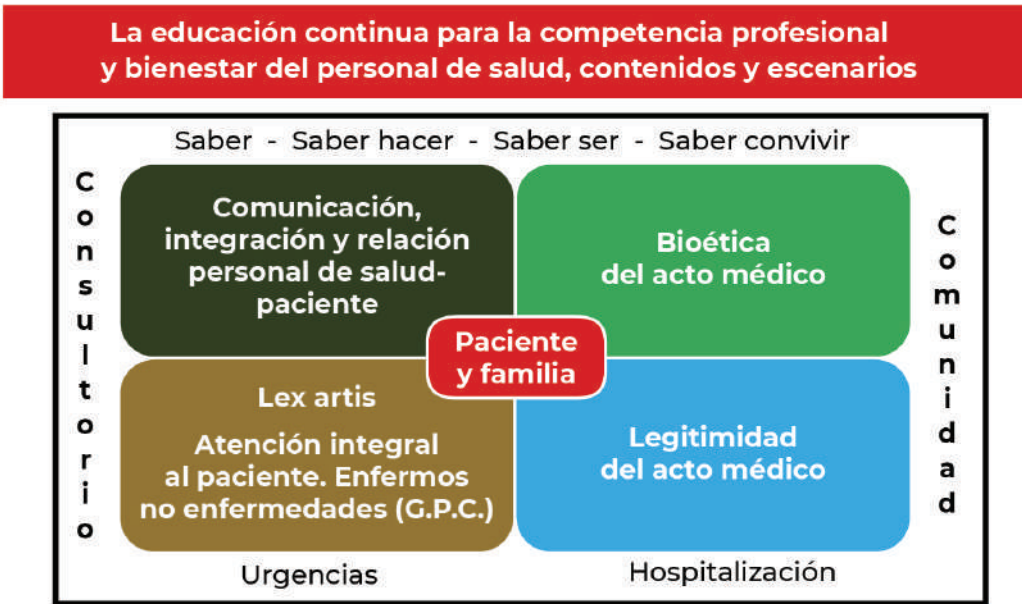 La educación continua para la competencia profesional
y bienestar del personal de salud, contenidos y escenarios
Saber - Saber hacer - Saber ser - Saber convivir
Consultorio
Comunicación,
integración y relación
personal de salud-
paciente
Bioética
del acto médico
Comunidad
Paciente
y familia
Lex artis
Atención integral
al paciente. Enfermos
no enfermedades (G.P.C.)
Legitimidad
del acto médico
Urgencias
Hospitalización